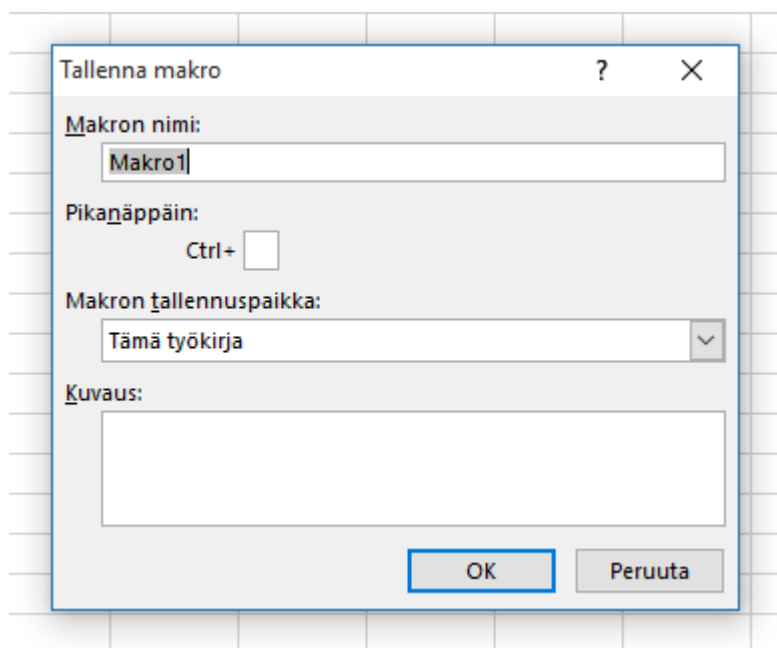 Tallenna makro ?
Makron nimi:
Makro1
Pikanäppäin:
Ctrl+
Makron tallennuspaikka:
Tämä työkirja
Kuvaus:
OK Peruuta